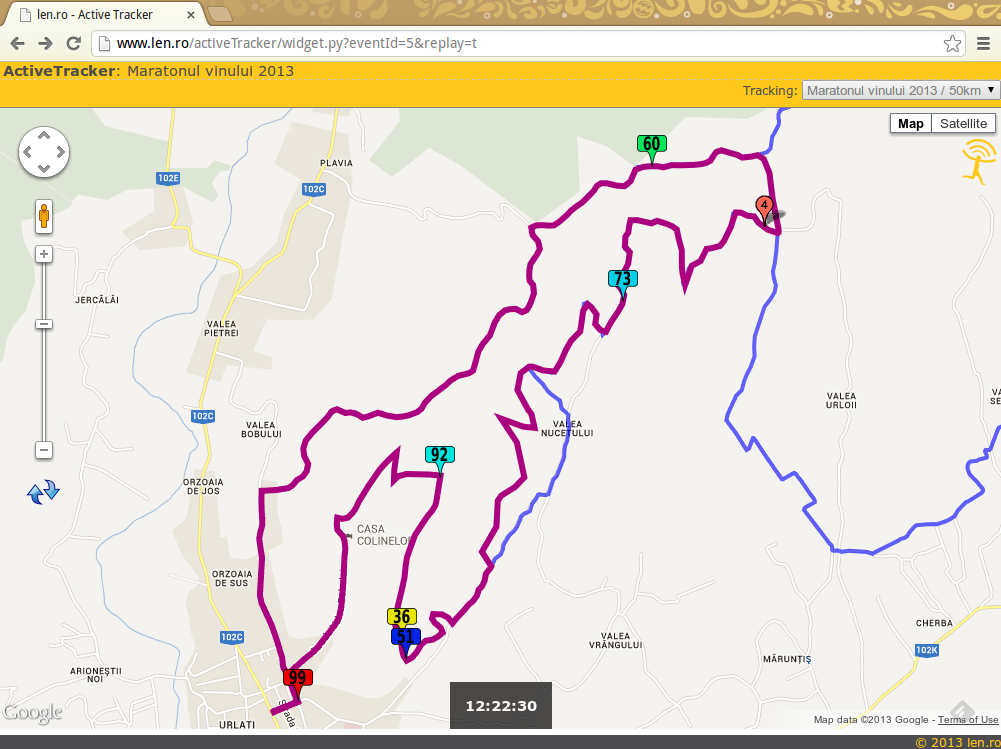 len.ro - Active Tracker
www.len.ro/activeTracker/widget.py?eventId=5&replay=t
ActiveTracker: Maratonul vinului 2013
Tracking: Maratonul vinului 2013 / 50km
Map Satellite
60
PLAVIA
102E
102C
4
73
JERCĂLĂI
VALEA
PIETREI
VALEA
URLOII
102C
VALEA
BOBULUI
VALEA
NUCETULUI
92
ORZOAIA
DE JOS
CASA
COLINELOR
ORZOAIA
DE SUS
36
51
102C
VALEA
VRÂNGULUI
CHERBA
102K
MĂRUNȚIȘ
ARIONEȘTII
NOI
99
Strada
12:22:30
URLATI
Google
Map data ©2013 Google - Terms of Use
© 2013 len.ro